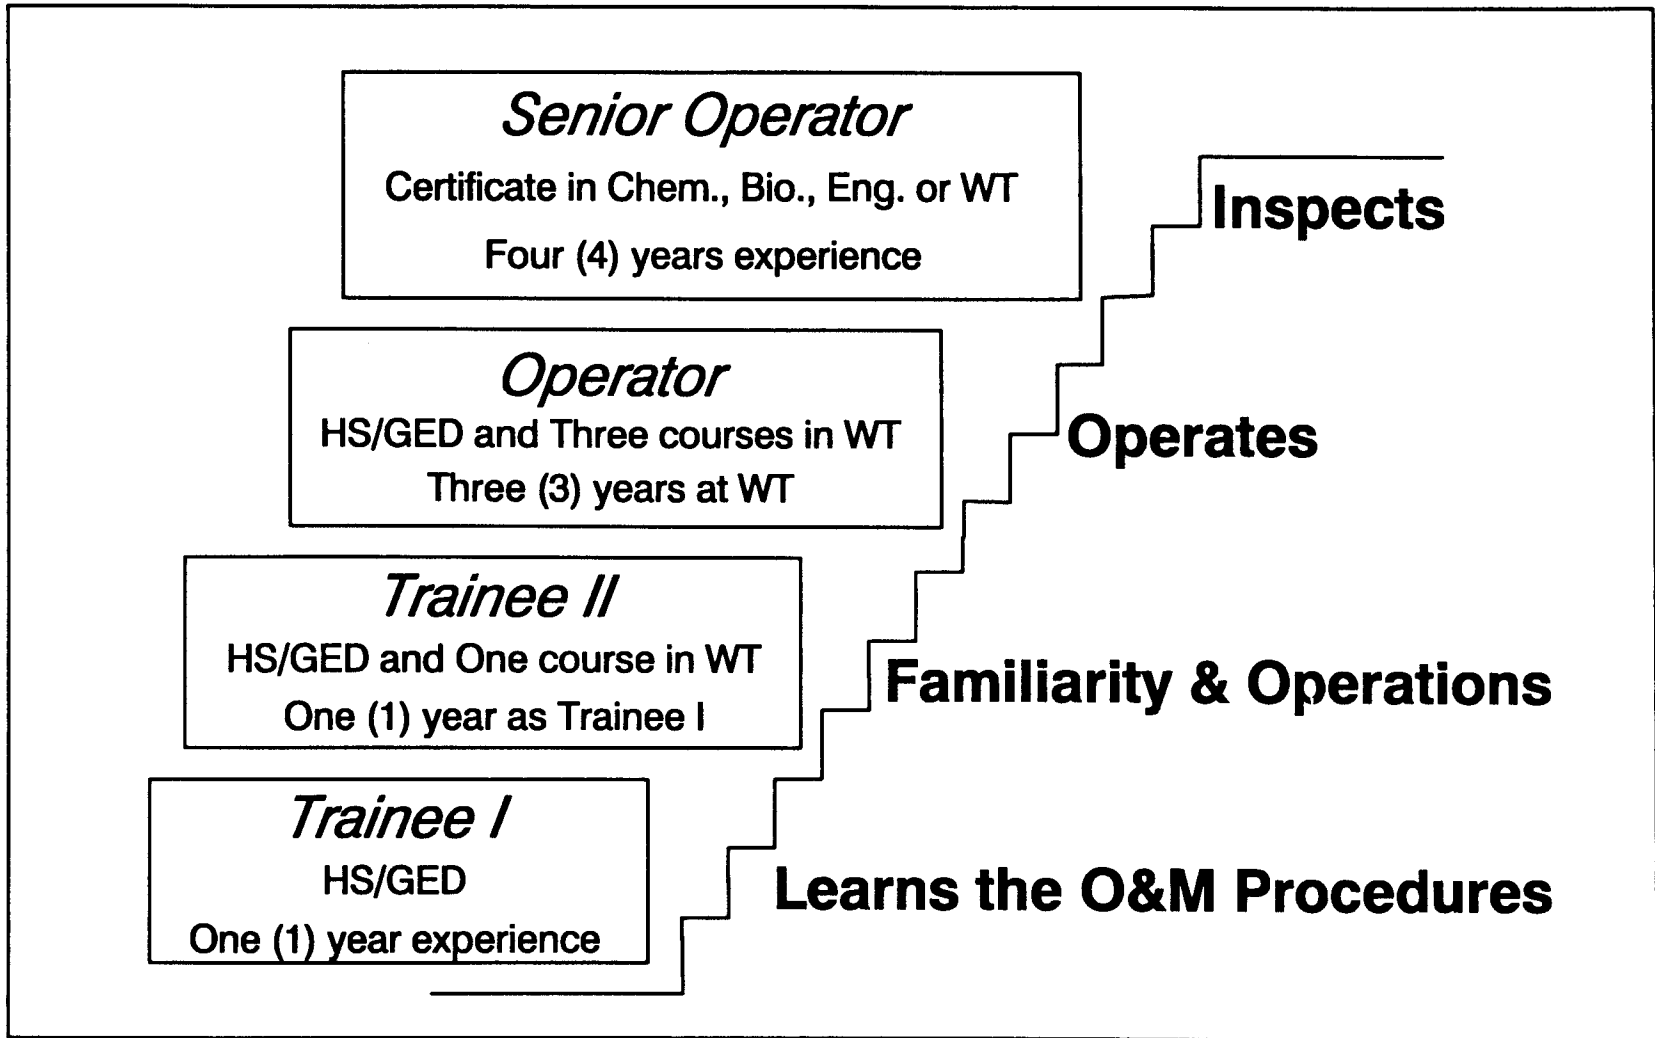 Senior Operator
Certificate in Chem., Bio., Eng. or WT
Four (4) years experience
Inspects
Operator
HS/GED and Three courses in WT
Three (3) years at WT
Operates
Trainee II
HS/GED and One course in WT
One (1) year as Trainee I
Familiarity & Operations
Trainee I
HS/GED
One (1) year experience
Learns the O&M Procedures